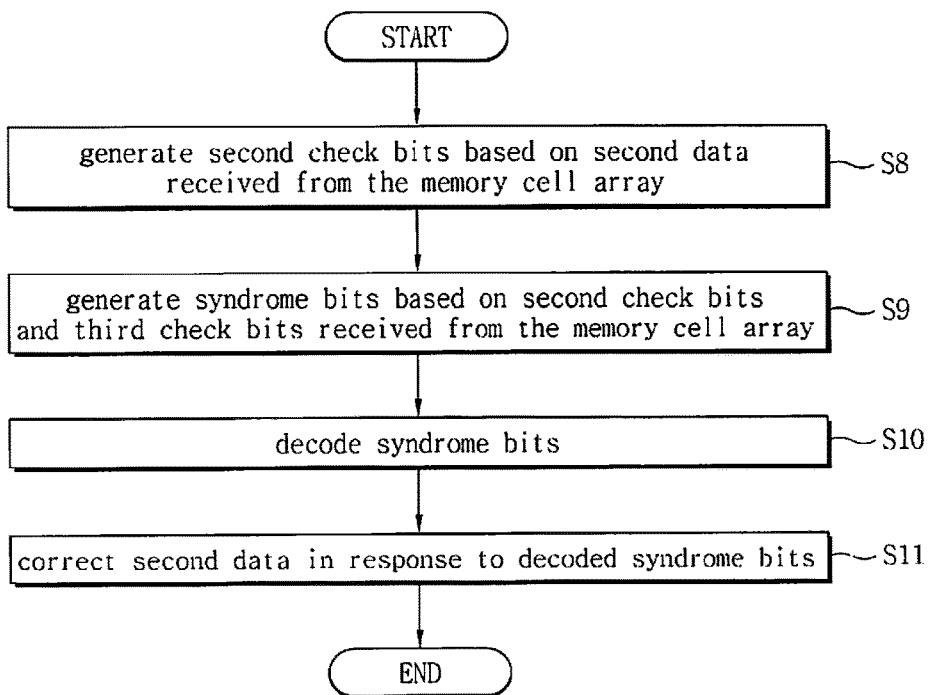 START
generate second check bits based on second data
received from the memory cell array
S8
generate syndrome bits based on second check bits
and third check bits received from the memory cell array
S9
decode syndrome bits
S10
correct second data in response to decoded syndrome bits
S11
END